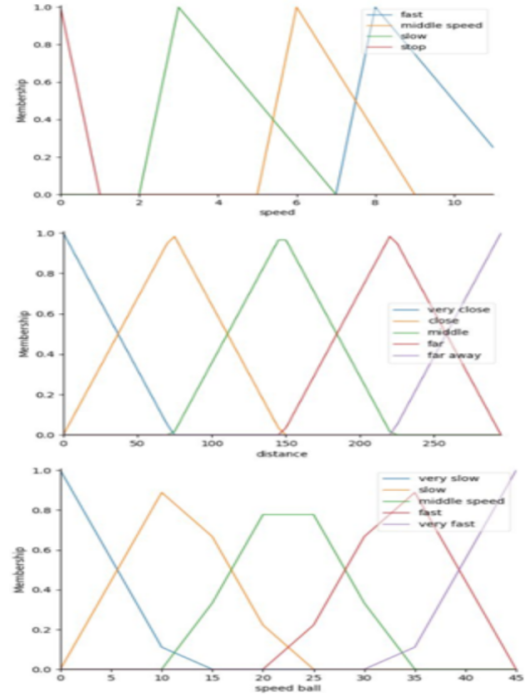 1.0
0.8
0.6
0.4
0.2
0.0
Membership
fast
middle speed
slow
stop
0 2 4 6 8 10
speed
1.0
0.8
0.6
0.4
0.2
0.0
Membership
very close
close
middle
far
far away
0 50 100 150 200 250
distance
1.0
0.8
0.6
0.4
0.2
0.0
Membership
very slow
slow
middle speed
fast
very fast
0 5 10 15 20 25 30 35 40 45
speed ball